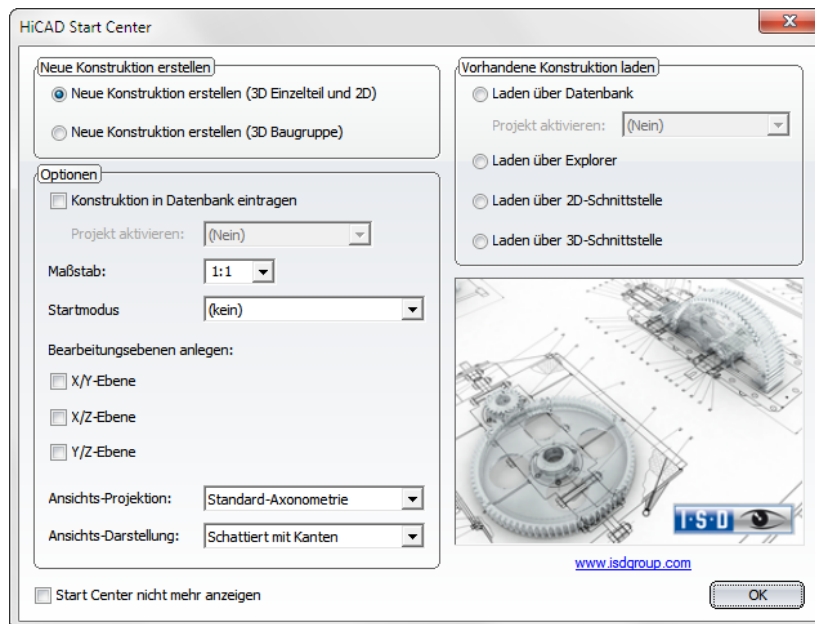 HiCAD Start Center
Neue Konstruktion erstellen
Neue Konstruktion erstellen (3D Einzelteil und 2D)
Neue Konstruktion erstellen (3D Baugruppe)
Optionen
Konstruktion in Datenbank eintragen
Projekt aktivieren: (Nein)
Maßstab: 1:1
Startmodus (kein)
Bearbeitungsebenen anlegen:
X/Y-Ebene
X/Z-Ebene
Y/Z-Ebene
Ansichts-Projektion: Standard-Axonometrie
Ansichts-Darstellung: Schattiert mit Kanten
Start Center nicht mehr anzeigen
Vorhandene Konstruktion laden
Laden über Datenbank
Projekt aktivieren: (Nein)
Laden über Explorer
Laden über 2D-Schnittstelle
Laden über 3D-Schnittstelle
I·S·D
www.isdgroup.com
OK